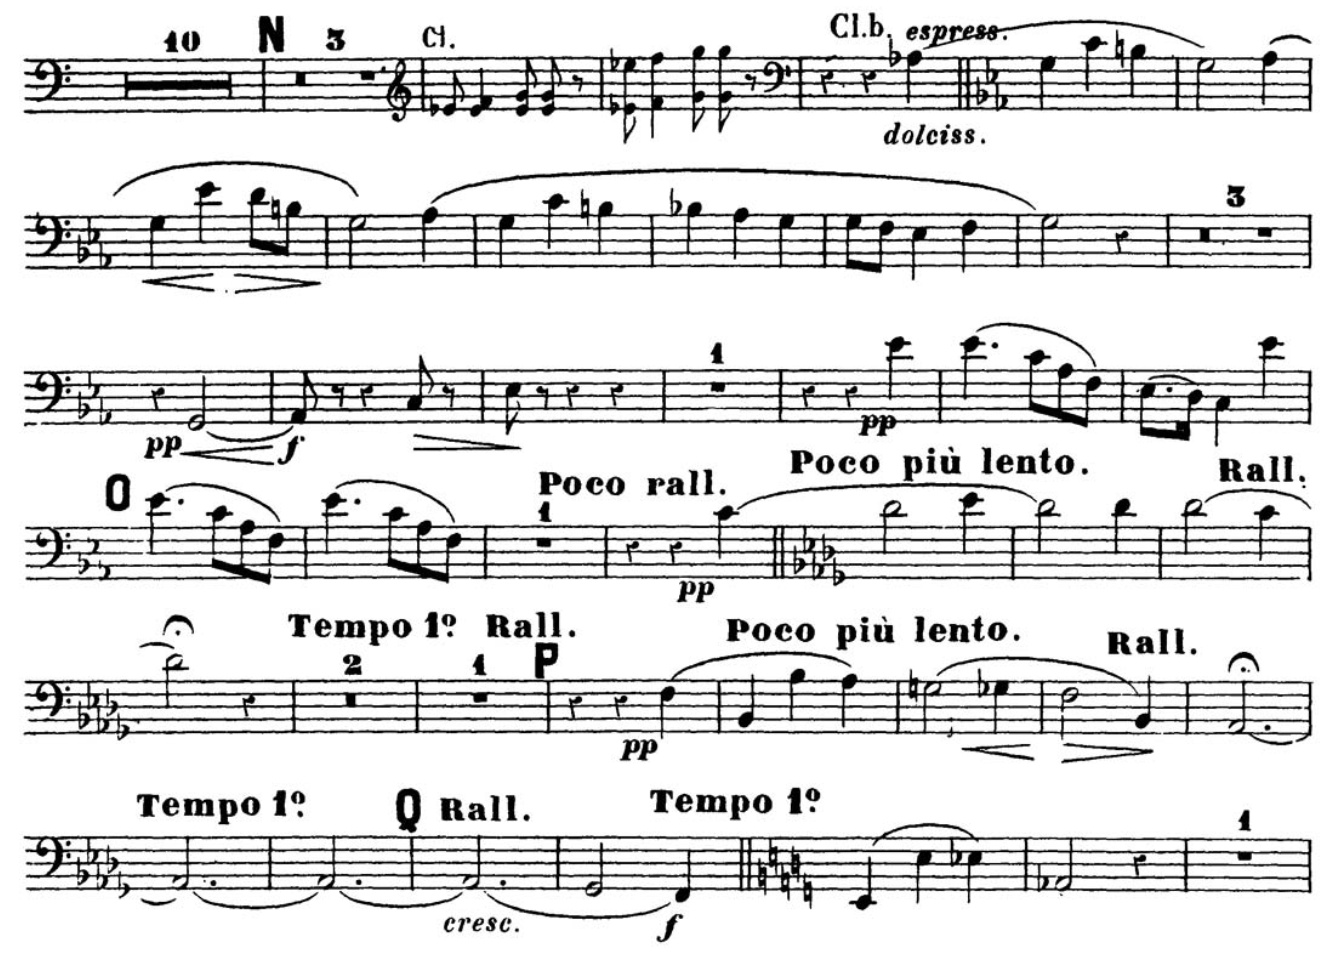 10 N 3 Cl. Cl.b. espress.
dolciss.
3
1
pp f pp
O Poco rall. Poco più lento. Rall.
1
pp
Tempo 1º Rall. Poco più lento. Rall.
2 1 P
pp
Tempo 1º Q Rall. Tempo 1º
1
cresc. f